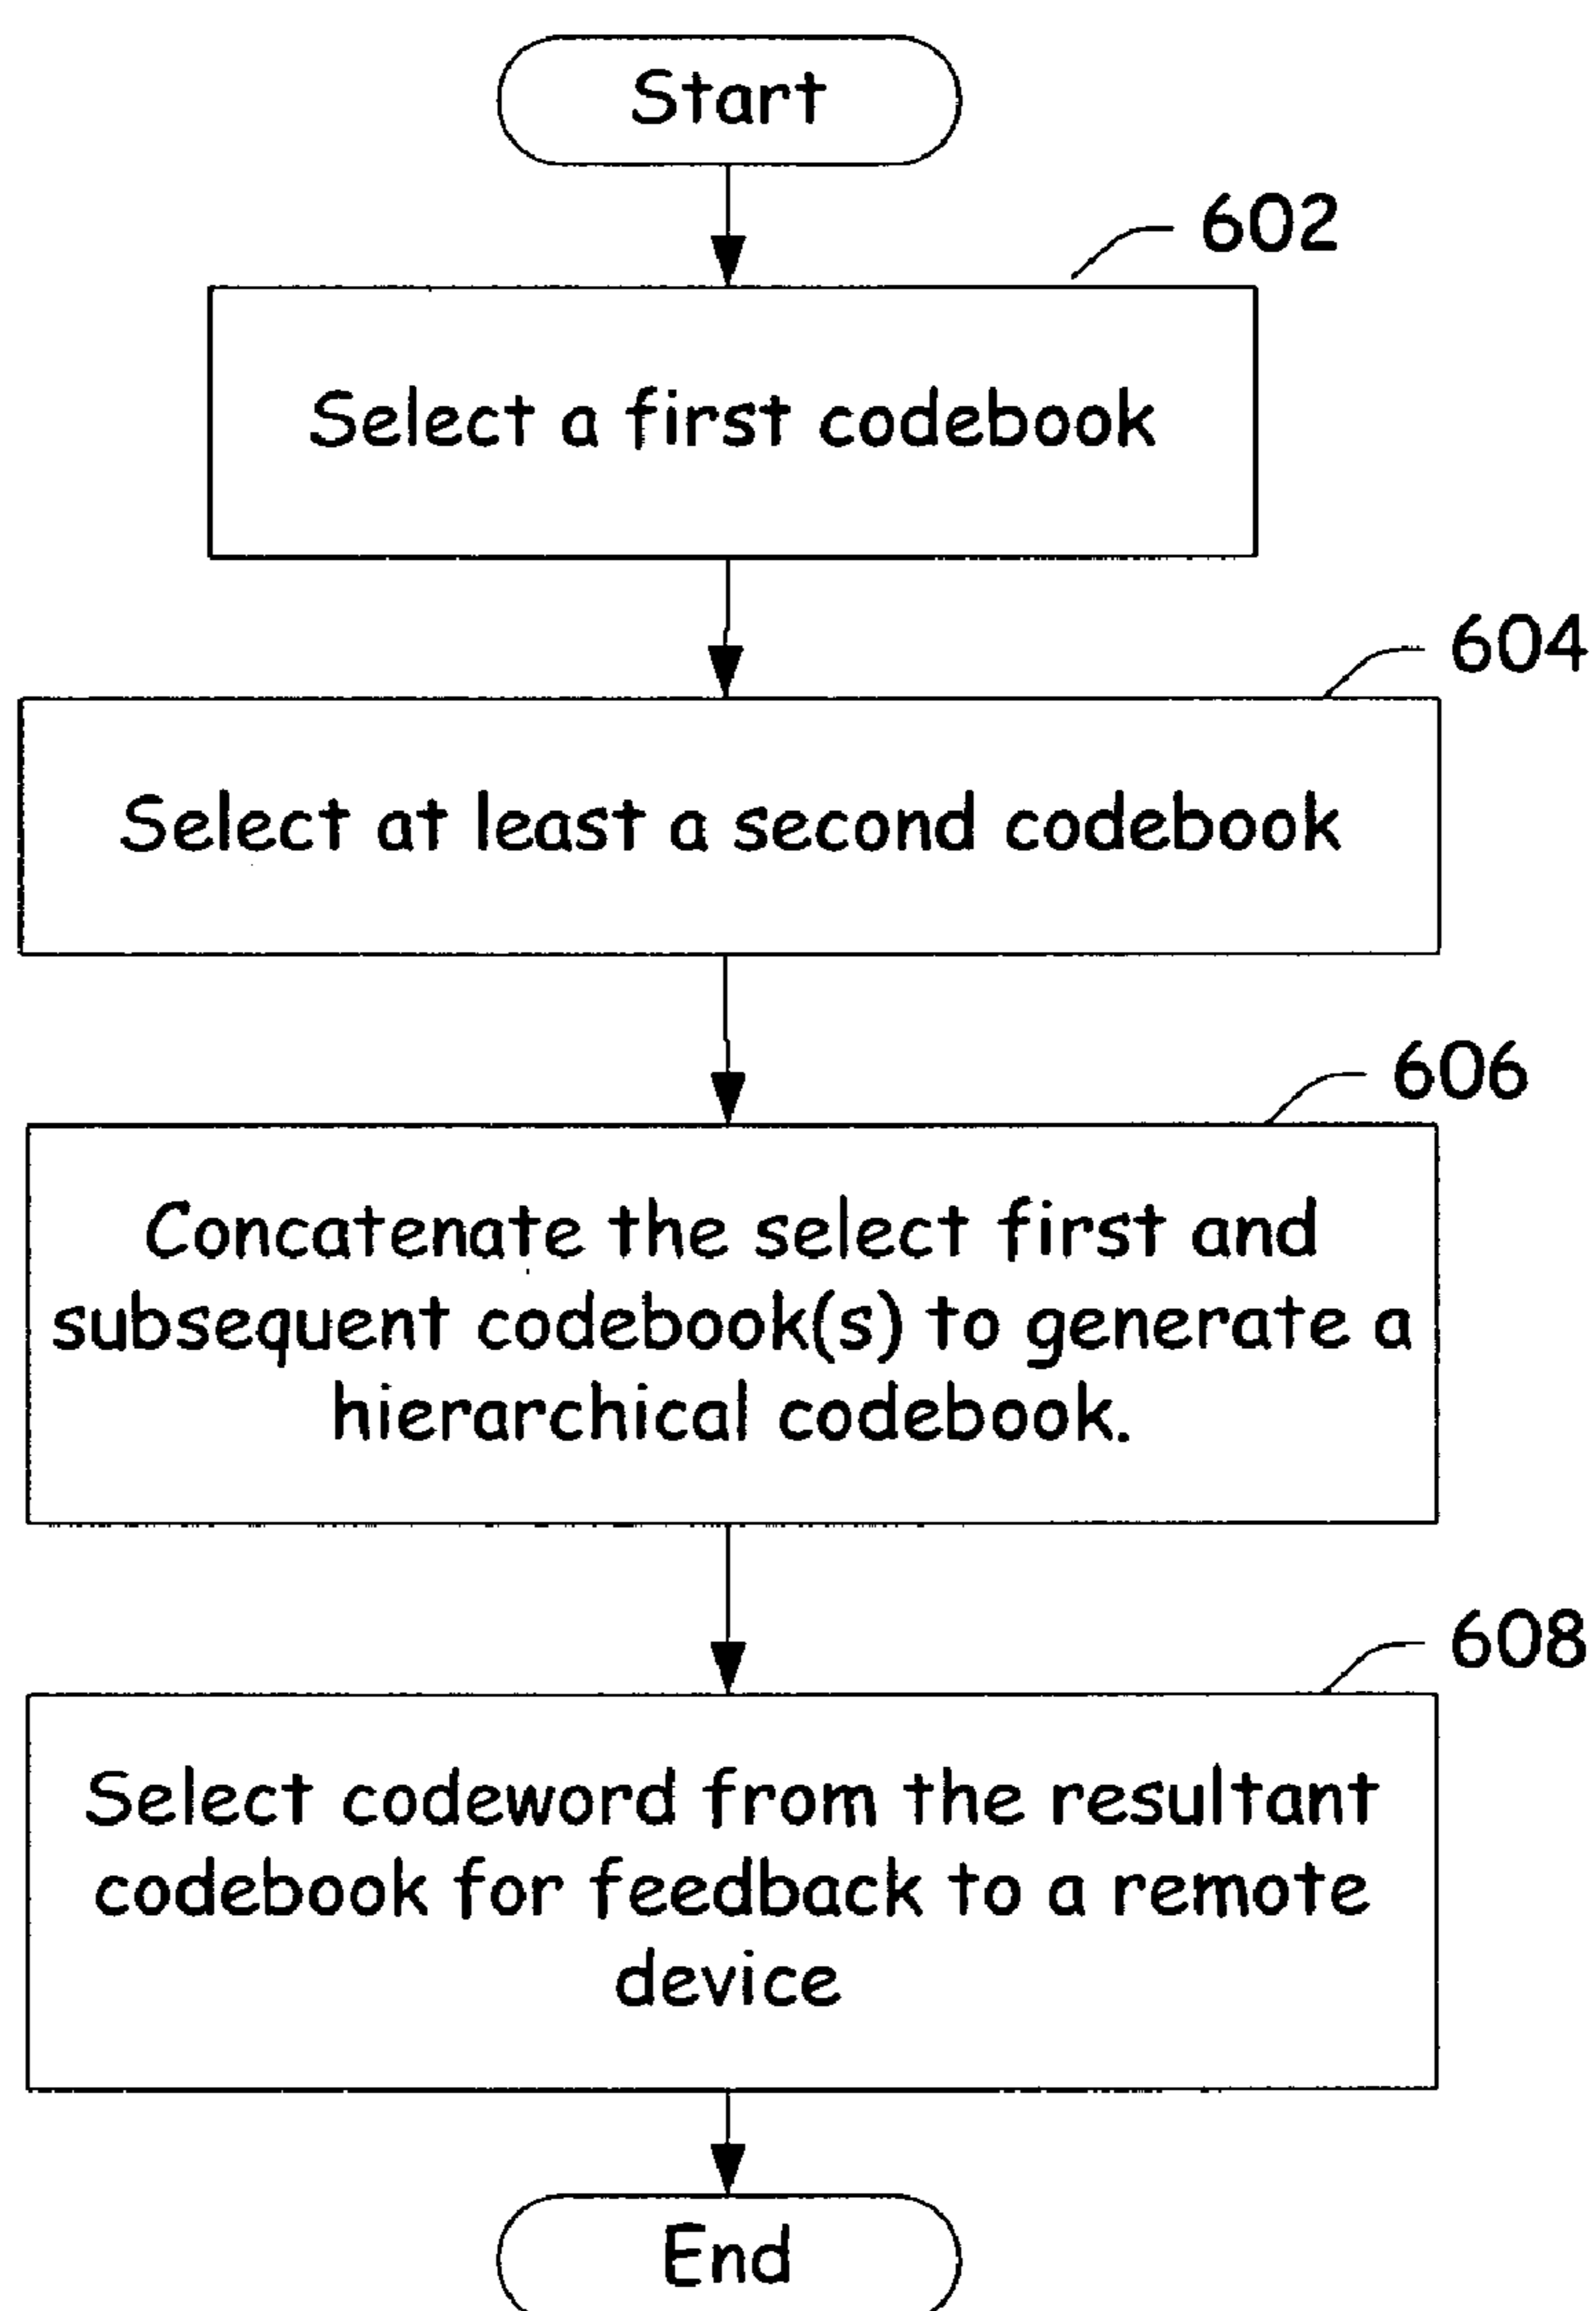 Start
602
Select a first codebook
604
Select at least a second codebook
606
Concatenate the select first and
subsequent codebook(s) to generate a
hierarchical codebook.
608
Select codeword from the resultant
codebook for feedback to a remote
device
End